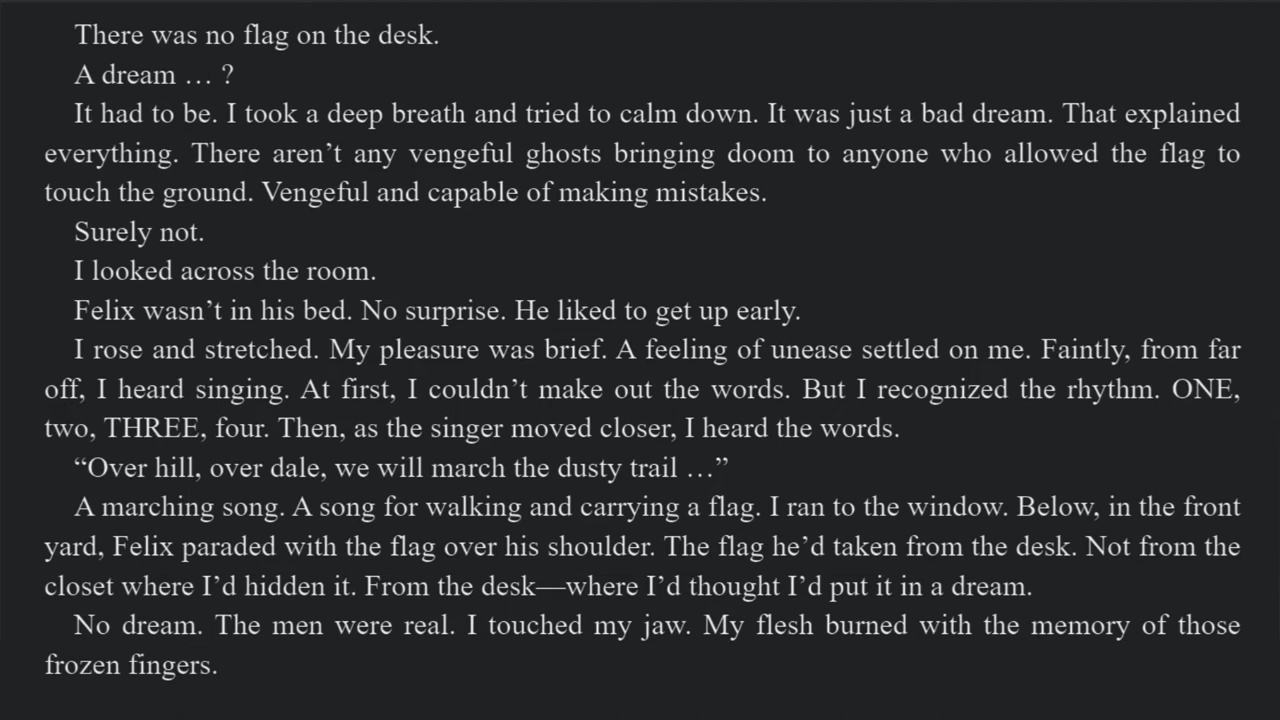 There was no flag on the desk.
A dream … ?
It had to be. I took a deep breath and tried to calm down. It was just a bad dream. That explained
everything. There aren’t any vengeful ghosts bringing doom to anyone who allowed the flag to
touch the ground. Vengeful and capable of making mistakes.
Surely not.
I looked across the room.
Felix wasn’t in his bed. No surprise. He liked to get up early.
I rose and stretched. My pleasure was brief. A feeling of unease settled on me. Faintly, from far
off, I heard singing. At first, I couldn’t make out the words. But I recognized the rhythm. ONE,
two, THREE, four. Then, as the singer moved closer, I heard the words.
“Over hill, over dale, we will march the dusty trail …”
A marching song. A song for walking and carrying a flag. I ran to the window. Below, in the front
yard, Felix paraded with the flag over his shoulder. The flag he’d taken from the desk. Not from the
closet where I’d hidden it. From the desk—where I’d thought I’d put it in a dream.
No dream. The men were real. I touched my jaw. My flesh burned with the memory of those
frozen fingers.